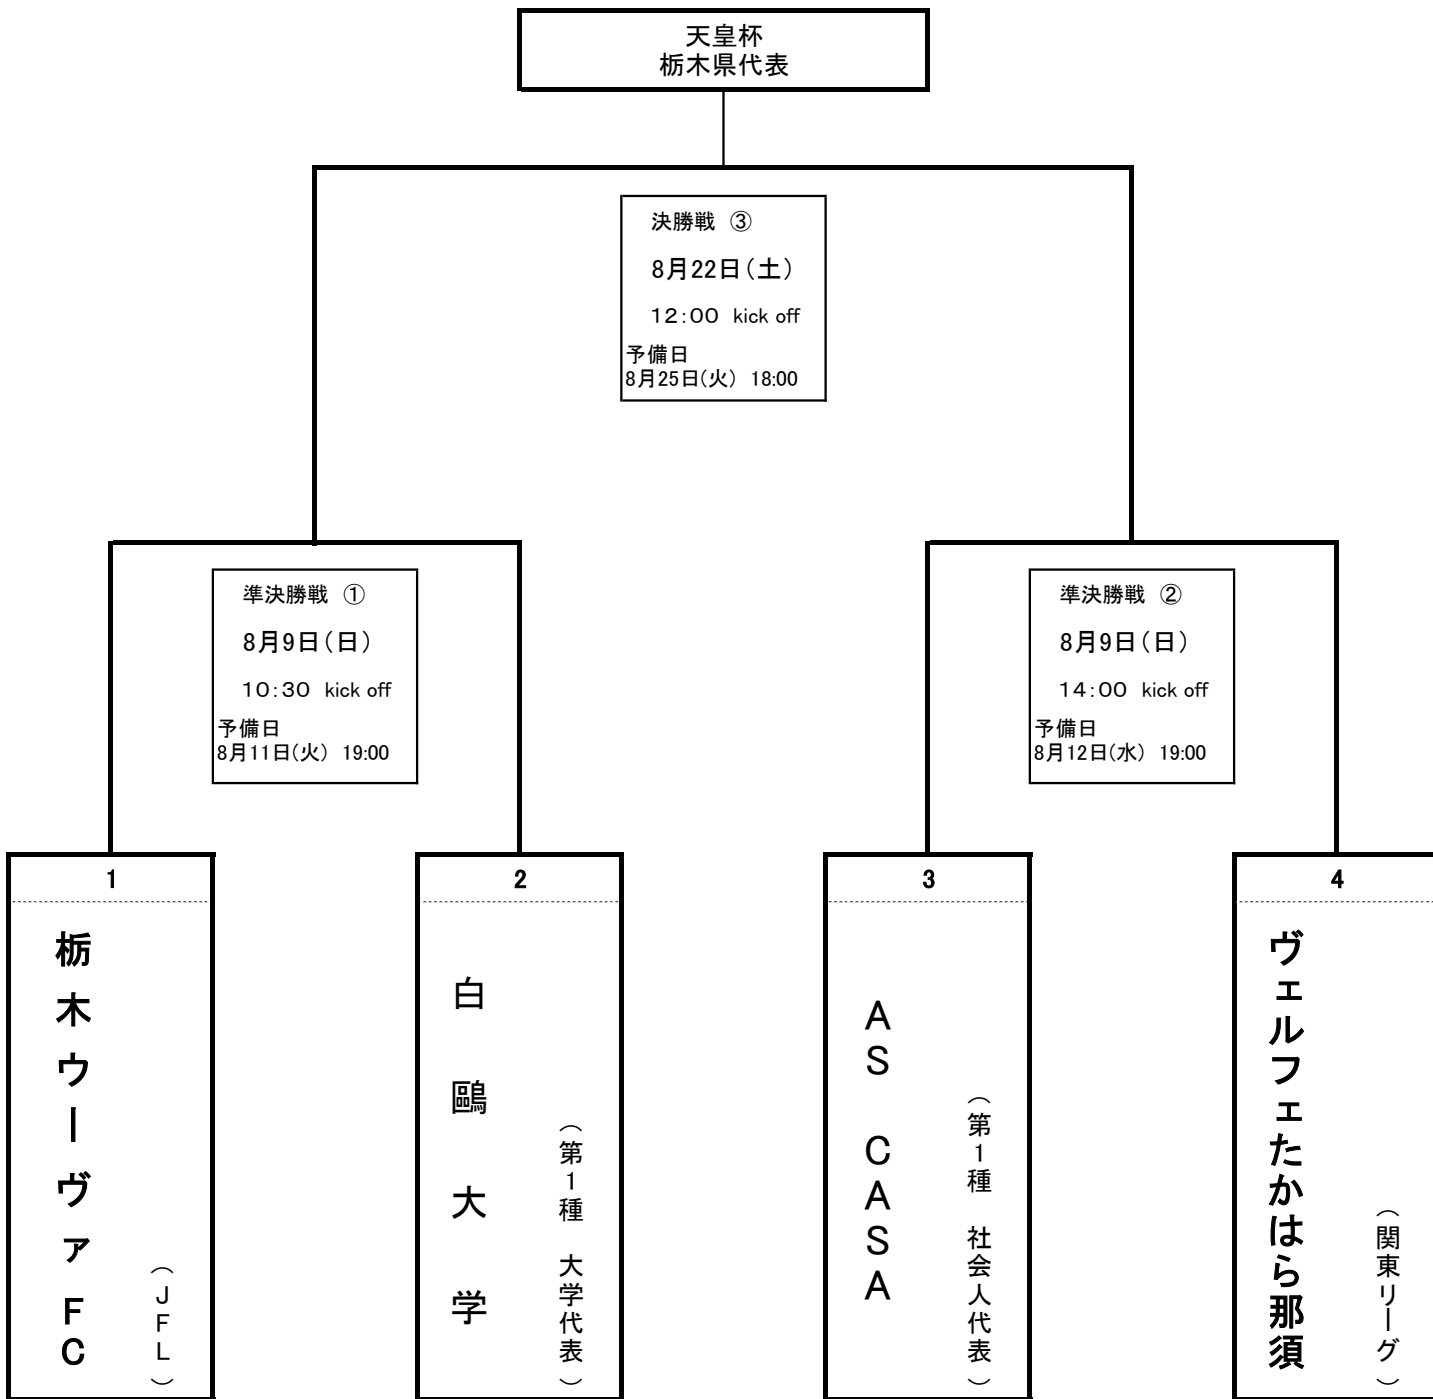 天皇杯
栃木県代表
決勝戦 ③
8月22日(土)
12:00 kick off
予備日
8月25日(火) 18:00
準決勝戦 ①
8月9日(日)
10:30 kick off
予備日
8月11日(火) 19:00
準決勝戦 ②
8月9日(日)
14:00 kick off
予備日
8月12日(水) 19:00
1
栃木ウーヴァFC
(JFL)
2
白鷗大学
(第1種 大学代表)
3
AS CASA
(第1種 社会人代表)
4
ヴェルフェたかはら那須
(関東リーグ)